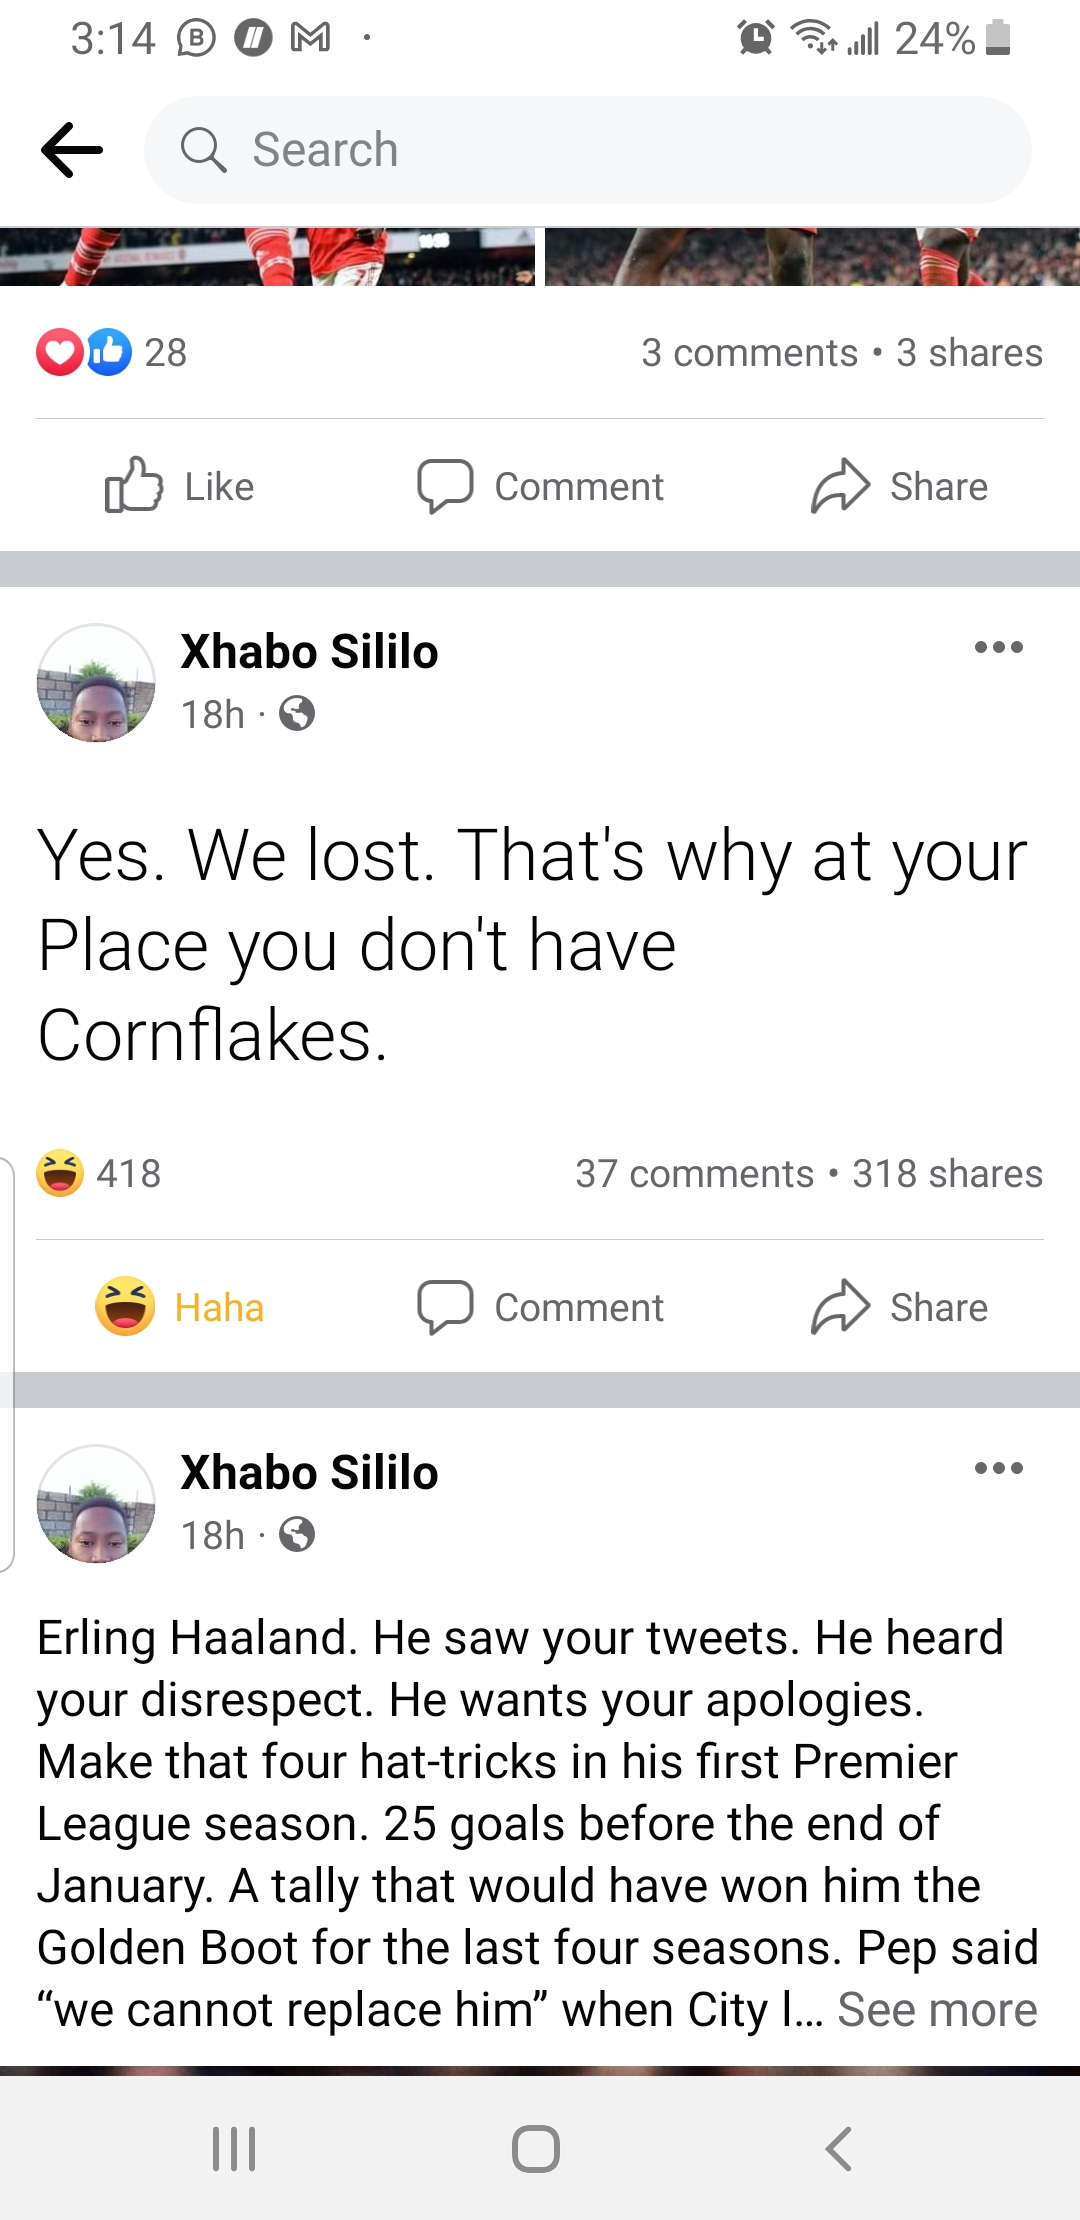 3:14
24%
Search
28
3 comments • 3 shares
Like
Comment
Share
Xhabo Sililo
18h ·
Yes. We lost. That's why at your
Place you don't have
Cornflakes.
418
37 comments • 318 shares
Haha
Comment
Share
Xhabo Sililo
18h ·
Erling Haaland. He saw your tweets. He heard
your disrespect. He wants your apologies.
Make that four hat-tricks in his first Premier
League season. 25 goals before the end of
January. A tally that would have won him the
Golden Boot for the last four seasons. Pep said
“we cannot replace him” when City l... See more